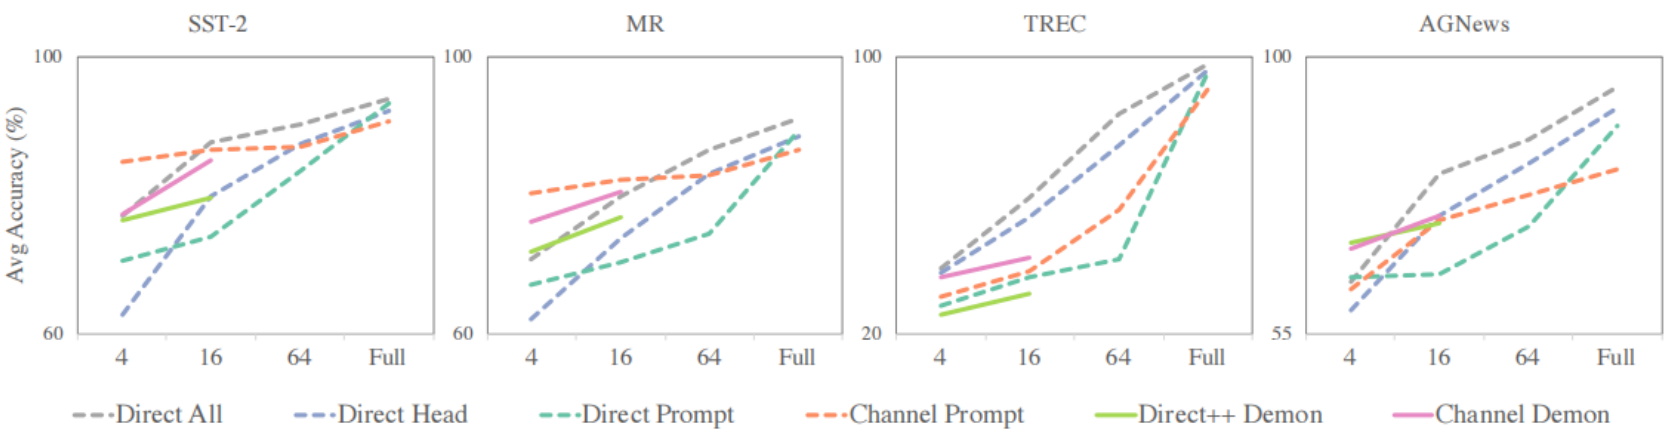 SST-2
MR
TREC
AGNews
Avg Accuracy (%)
100
60
4 16 64 Full
100
60
4 16 64 Full
100
20
4 16 64 Full
100
55
4 16 64 Full
Direct All Direct Head Direct Prompt Channel Prompt Direct++ Demon Channel Demon